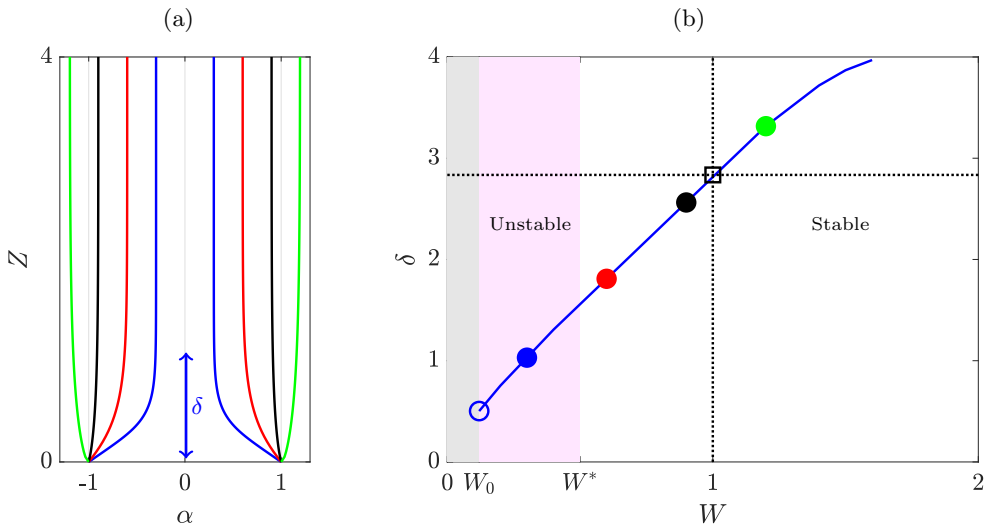 (a)
4
Z
δ
0
-1 0 1
α
(b)
4
3
2
1
0
δ
Unstable
Stable
0 W₀ W* 1 2
W